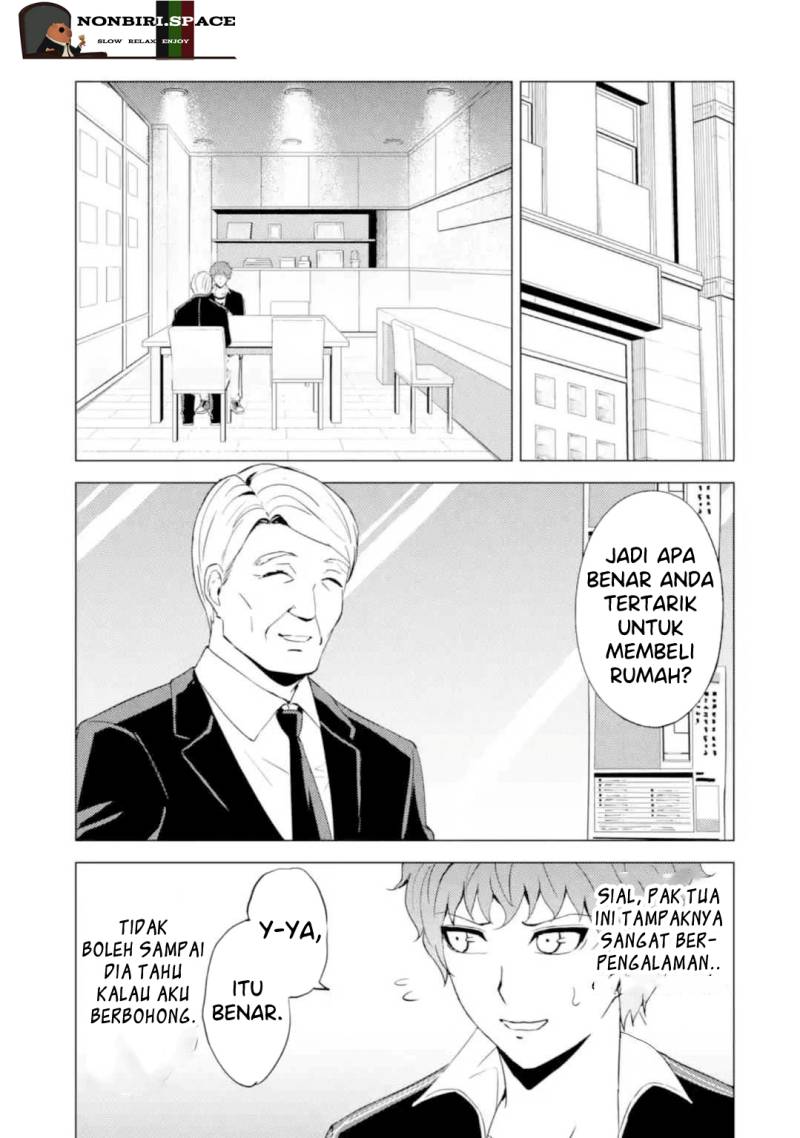 NONBIRI.SPACE
SLOW RELAX ENJOY
JADI APA
BENAR ANDA
TERTARIK
UNTUK
MEMBELI
RUMAH?
SIAL, PAK TUA
INI TAMPAKNYA
SANGAT BER-
PENGALAMAN..
Y-YA,
ITU
BENAR.
TIDAK
BOLEH SAMPAI
DIA TAHU
KALAU AKU
BERBOHONG.